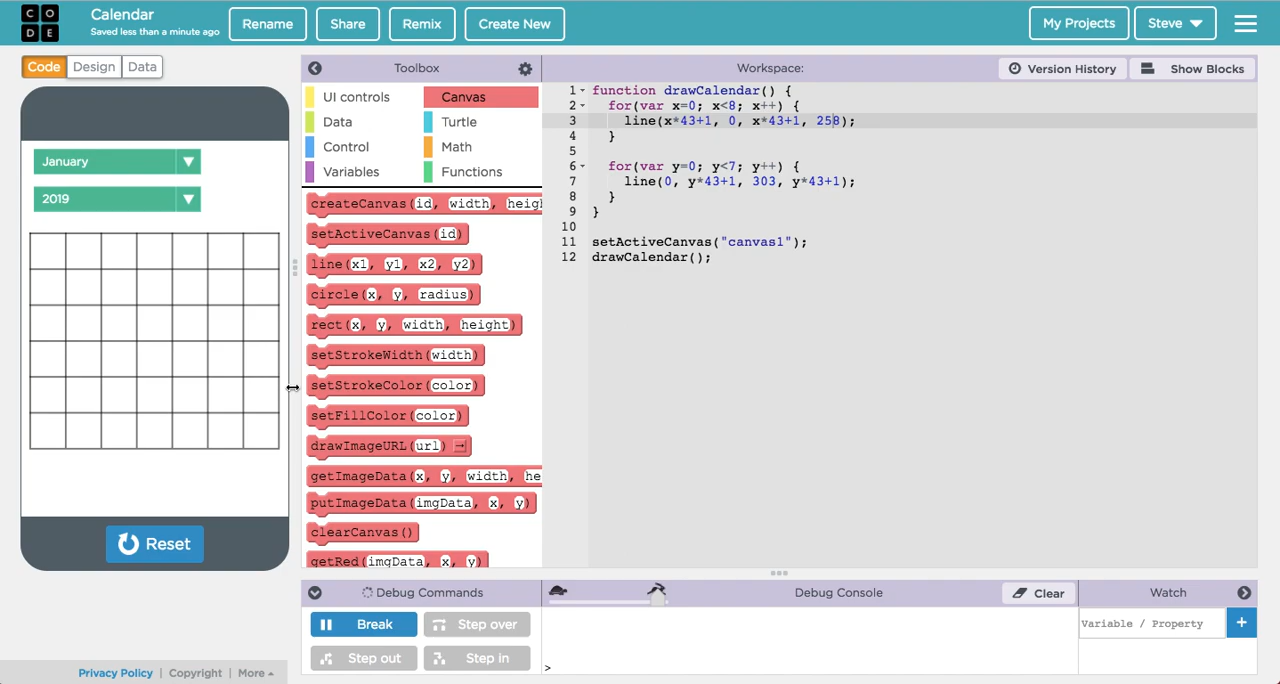 CO
DE
Calendar
Saved less than a minute ago
Rename
Share
Remix
Create New
My Projects
Steve
Code
Design
Data
January
2019
Reset
Privacy Policy | Copyright | More
Toolbox
UI controls
Canvas
Data
Turtle
Control
Math
Variables
Functions
createCanvas(id, width, heigh
setActiveCanvas(id)
line(x1, y1, x2, y2)
circle(x, y, radius)
rect(x, y, width, height)
setStrokeWidth(width)
setStrokeColor(color)
setFillColor(color)
drawImageURL(url)
getImageData(x, y, width, he
putImageData(imgData, x, y)
clearCanvas()
getRed(imgData, x, y)
Workspace:
Version History
Show Blocks
1 function drawCalendar() {
2 for(var x=0; x<8; x++) {
3 line(x*43+1, 0, x*43+1, 258);
4 }
5
6 for(var y=0; y<7; y++) {
7 line(0, y*43+1, 303, y*43+1);
8 }
9 }
10
11 setActiveCanvas("canvas1");
12 drawCalendar();
Debug Commands
Break
Step over
Step out
Step in
Debug Console
Clear
>
Watch
Variable / Property
+